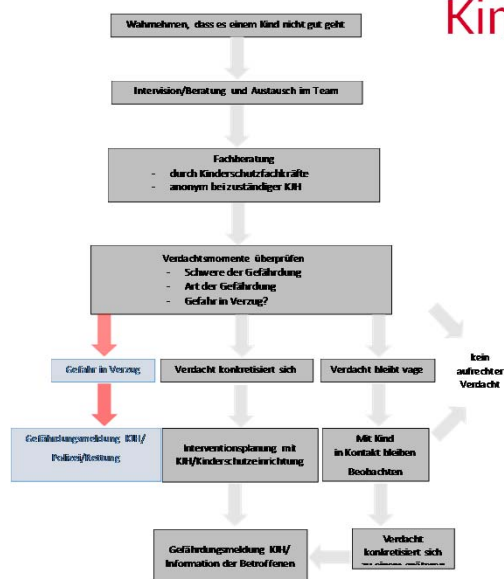 Kin
Wahrnehmen, dass es einem Kind nicht gut geht
Intervision/Beratung und Austausch im Team
Fachberatung
- durch Kinderschutzfachkräfte
- anonym bei zuständiger KJH
Verdachtsmomente überprüfen
- Schwere der Gefährdung
- Art der Gefährdung
- Gefahr in Verzug?
Gefahr in Verzug
Verdacht konkretisiert sich
Verdacht bleibt vage
kein
aufrechter
Verdacht
Gefährdungsmeldung KJH/
Polizei/Rettung
Interventionsplanung mit
KJH/Kinderschutzeinrichtung
Mit Kind
in Kontakt bleiben
Beobachten
Gefährdungsmeldung KJH/
Information der Betroffenen
Verdacht
konkretisiert sich